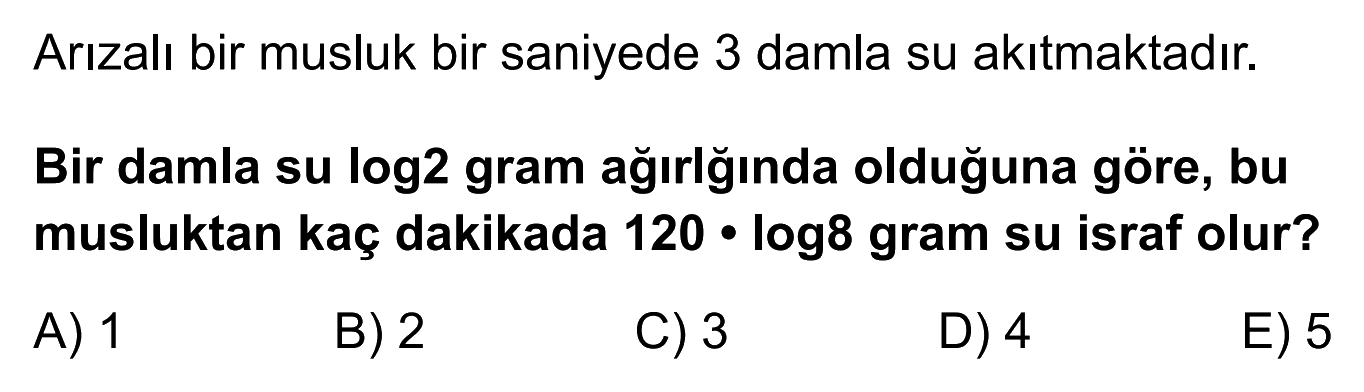 Arızalı bir musluk bir saniyede 3 damla su akıtmaktadır.
Bir damla su log2 gram ağırlğında olduğuna göre, bu
musluktan kaç dakikada 120 • log8 gram su israf olur?
A) 1 B) 2 C) 3 D) 4 E) 5